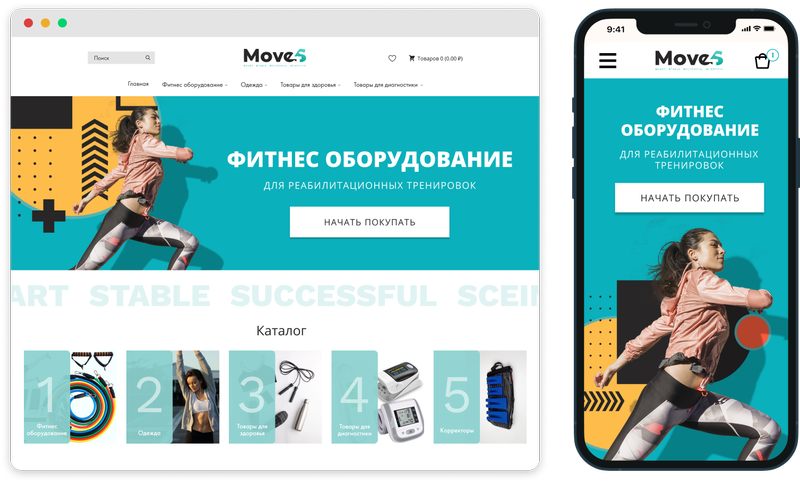 Поиск
Move5
Товаров 0 (0.00 ₽)
Главная
Фитнес оборудование
Одежда
Товары для здоровья
Товары для диагностики
ФИТНЕС ОБОРУДОВАНИЕ
ДЛЯ РЕАБИЛИТАЦИОННЫХ ТРЕНИРОВОК
НАЧАТЬ ПОКУПАТЬ
ART STABLE SUCCESSFUL SCEIN
Каталог
1
Фитнес
оборудование
2
Одежда
3
Товары для
здоровья
4
Товары для
диагностики
5
Корректоры
9:41
Move5
1
ФИТНЕС
ОБОРУДОВАНИЕ
ДЛЯ РЕАБИЛИТАЦИОННЫХ
ТРЕНИРОВОК
НАЧАТЬ ПОКУПАТЬ